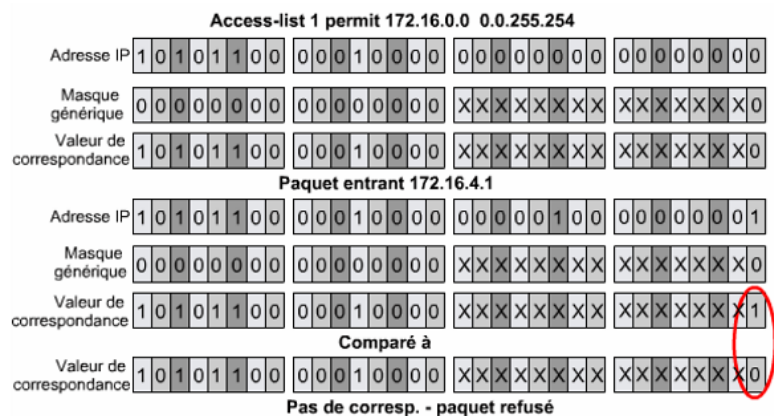 Access-list 1 permit 172.16.0.0 0.0.255.254
Adresse IP 1 0 1 0 1 1 0 0 0 0 0 1 0 0 0 0 0 0 0 0 0 0 0 0 0 0 0 0 0 0 0 0
Masque générique 0 0 0 0 0 0 0 0 0 0 0 0 0 0 0 0 X X X X X X X X X X X X X X X 0
Valeur de correspondance 1 0 1 0 1 1 0 0 0 0 0 1 0 0 0 0 X X X X X X X X X X X X X X X 0
Paquet entrant 172.16.4.1
Adresse IP 1 0 1 0 1 1 0 0 0 0 0 1 0 0 0 0 0 0 0 0 0 1 0 0 0 0 0 0 0 0 0 1
Masque générique 0 0 0 0 0 0 0 0 0 0 0 0 0 0 0 0 X X X X X X X X X X X X X X X 0
Valeur de correspondance 1 0 1 0 1 1 0 0 0 0 0 1 0 0 0 0 X X X X X X X X X X X X X X X 1
Comparé à
Valeur de correspondance 1 0 1 0 1 1 0 0 0 0 0 1 0 0 0 0 X X X X X X X X X X X X X X X 0
Pas de corresp. - paquet refusé